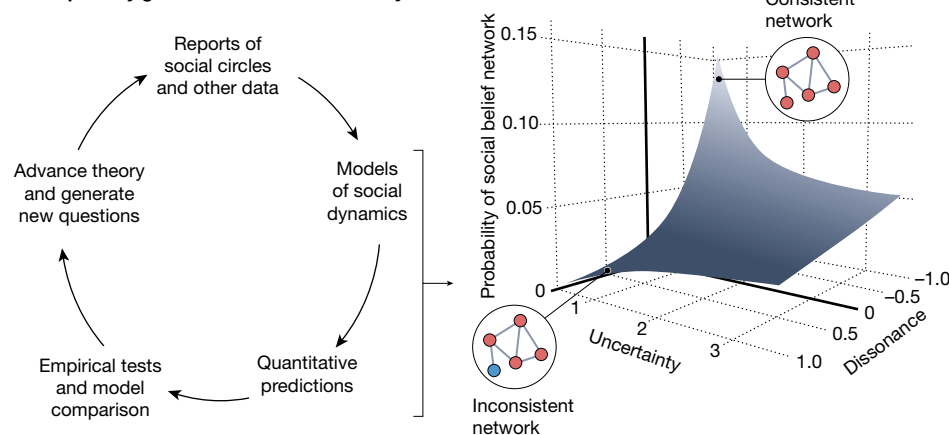 Reports of
social circles
and other data
Advance theory
and generate
new questions
Models
of social
dynamics
Empirical tests
and model
comparison
Quantitative
predictions
Probability of social belief network
0.15
0.10
0.05
0
Consistent
network
1
2
3
Uncertainty
–1.0
–0.5
0
0.5
1.0
Dissonance
Inconsistent
network